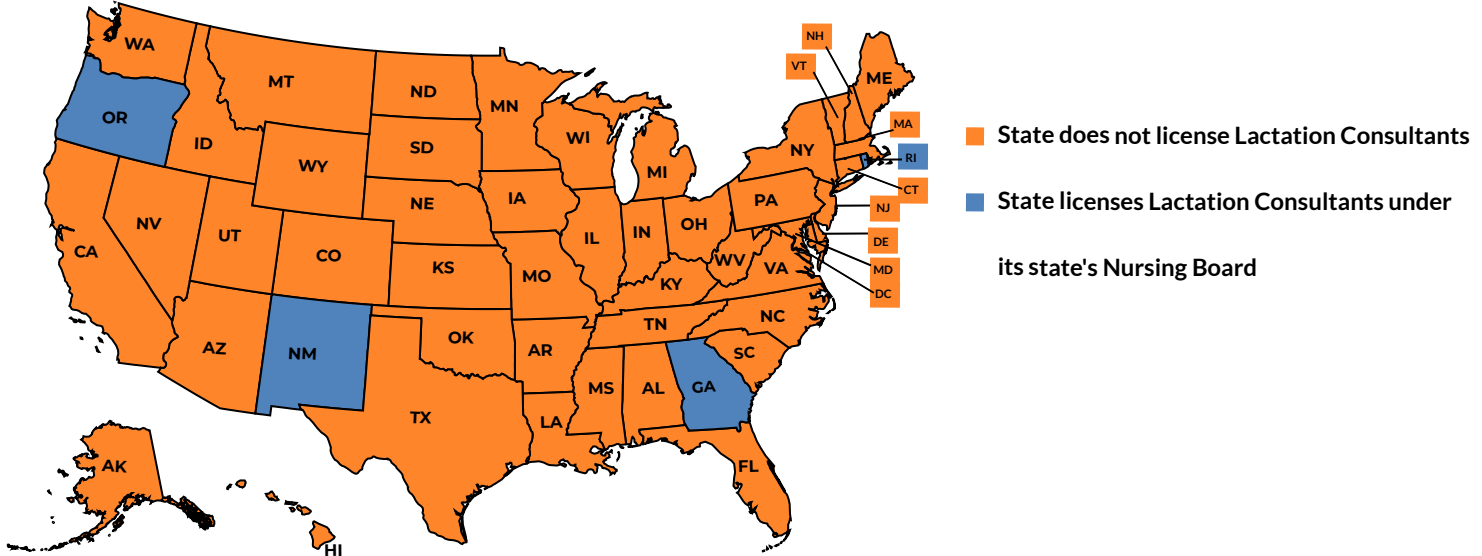 NH
WA
VT
ME
MT
ND
MN
OR
MA
State does not license Lactation Consultants
WI
ID
SD
NY
RI
WY
MI
CT
IA
PA
State licenses Lactation Consultants under
NE
NJ
NV
OH
UT
IL
IN
DE
CA
CO
WV
VA
MD
its state's Nursing Board
KS
MO
KY
DC
NC
TN
OK
AZ
NM
AR
SC
MS
AL
GA
TX
LA
AK
FL
HI